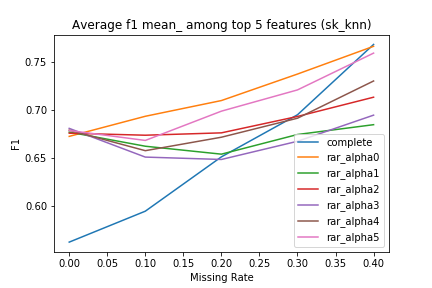 Average f1 mean_ among top 5 features (sk_knn)
0.75
0.70
0.65
0.60
F1
complete
rar_alpha0
rar_alpha1
rar_alpha2
rar_alpha3
rar_alpha4
rar_alpha5
0.00 0.05 0.10 0.15 0.20 0.25 0.30 0.35 0.40
Missing Rate